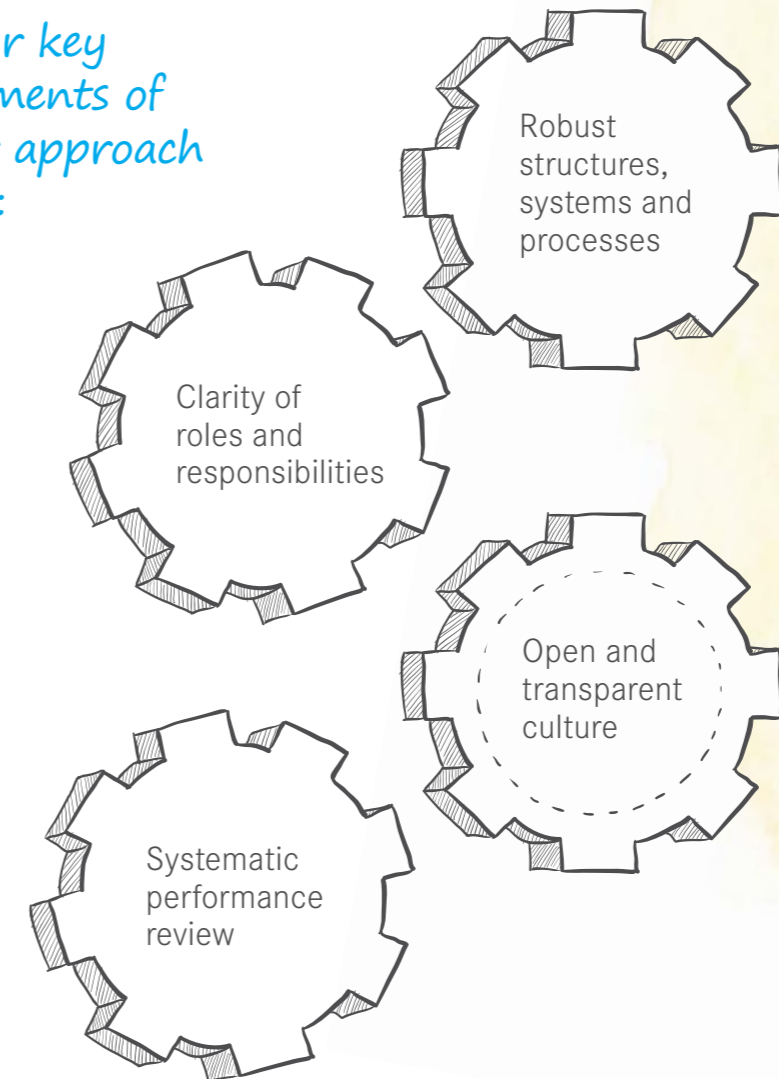 r key
ments of
approach
:
Robust
structures,
systems and
processes
Clarity of
roles and
responsibilities
Open and
transparent
culture
Systematic
performance
review